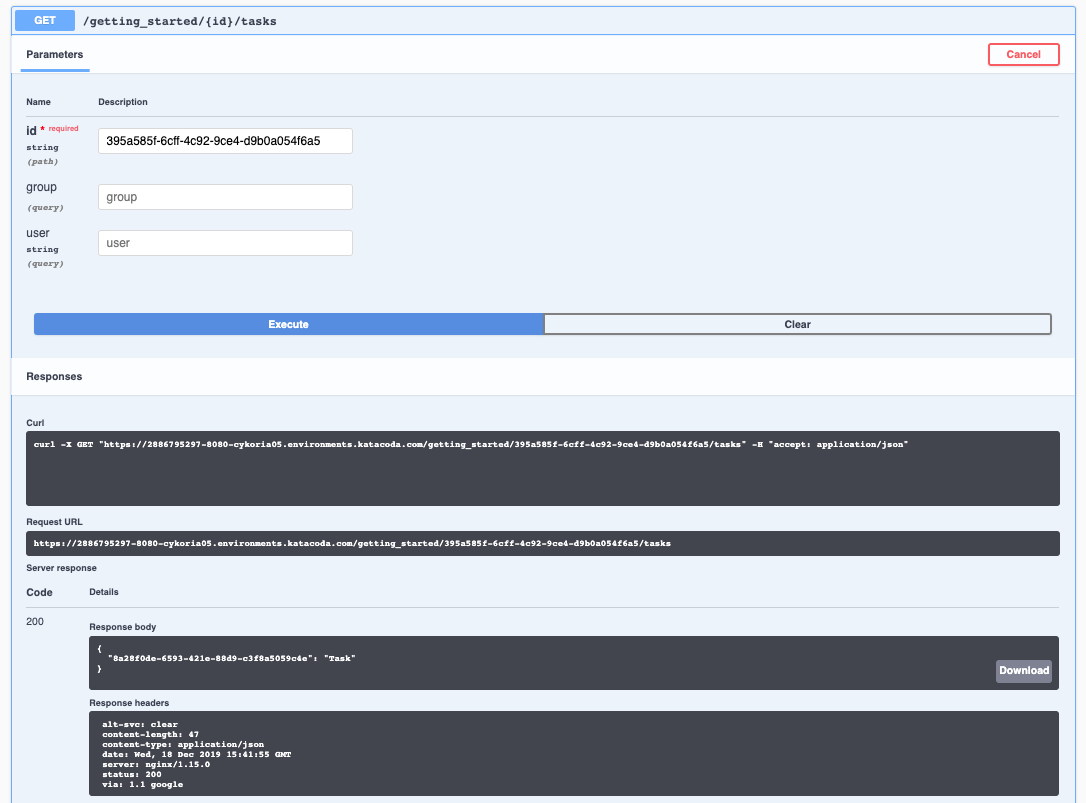 GET /getting_started/{id}/tasks
Parameters
Cancel
Name Description
id * required
string
(path)
395a585f-6cff-4c92-9ce4-d9b0a054f6a5
group
(query)
group
user
string
(query)
user
Execute Clear
Responses
Curl
curl -X GET "https://2886795297-8080-cykoria05.environments.katacoda.com/getting_started/395a585f-6cff-4c92-9ce4-d9b0a054f6a5/tasks" -H "accept: application/json"
Request URL
https://2886795297-8080-cykoria05.environments.katacoda.com/getting_started/395a585f-6cff-4c92-9ce4-d9b0a054f6a5/tasks
Server response
Code Details
200
Response body
{
"8a28f0de-6593-421e-88d9-c3f8a5059c4e": "Task"
}
Download
Response headers
alt-svc: clear
content-length: 47
content-type: application/json
date: Wed, 18 Dec 2019 15:41:55 GMT
server: nginx/1.15.0
status: 200
via: 1.1 google